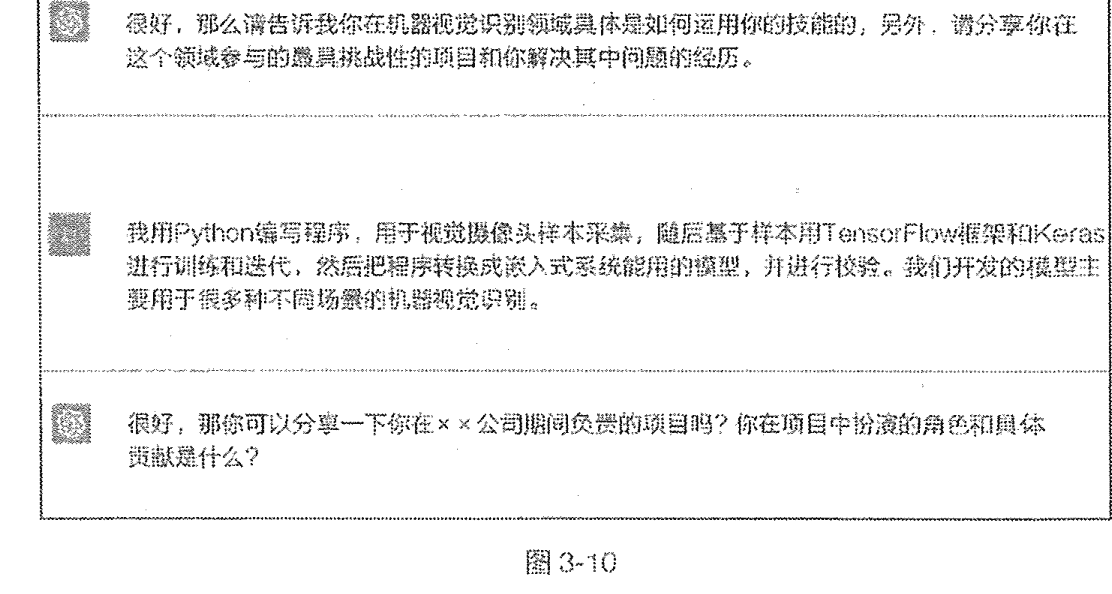 很好，那么请告诉我你在机器视觉识别领域具体是如何运用你的技能的，另外，请分享你在
这个领域参与的最具挑战性的项目和你解决其中问题的经历。
我用Python编写程序，用于视觉摄像头样本采集，随后基于样本用TensorFlow框架和Keras
进行训练和迭代，然后把程序转换成嵌入式系统能用的模型，并进行校验。我们开发的模型主
要用于很多种不同场景的机器视觉识别。
很好，那你可以分享一下你在××公司期间负责的项目吗？你在项目中扮演的角色和具体
贡献是什么？
图 3-10